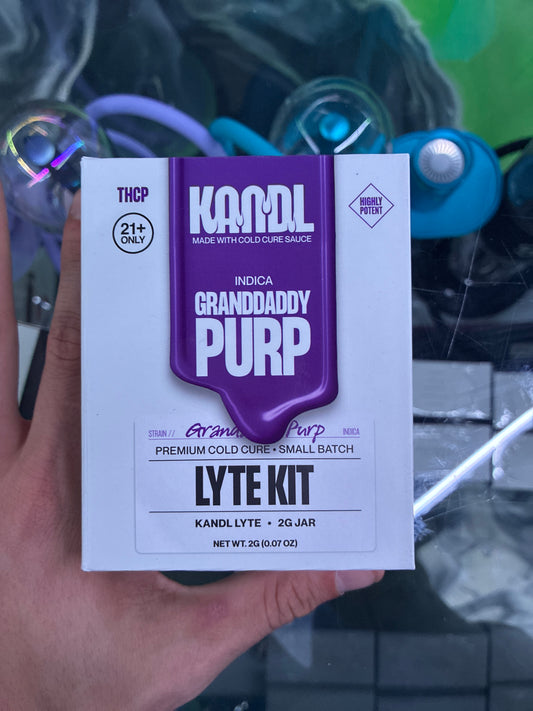 THCP
21+
ONLY
KANDL
MADE WITH COLD CURE SAUCE
HIGHLY
POTENT
INDICA
GRANDDADDY
PURP
STRAIN // Purp INDICA
PREMIUM COLD CURE • SMALL BATCH
LYTE KIT
KANDL LYTE • 2G JAR
NET WT. 2G (0.07 OZ)